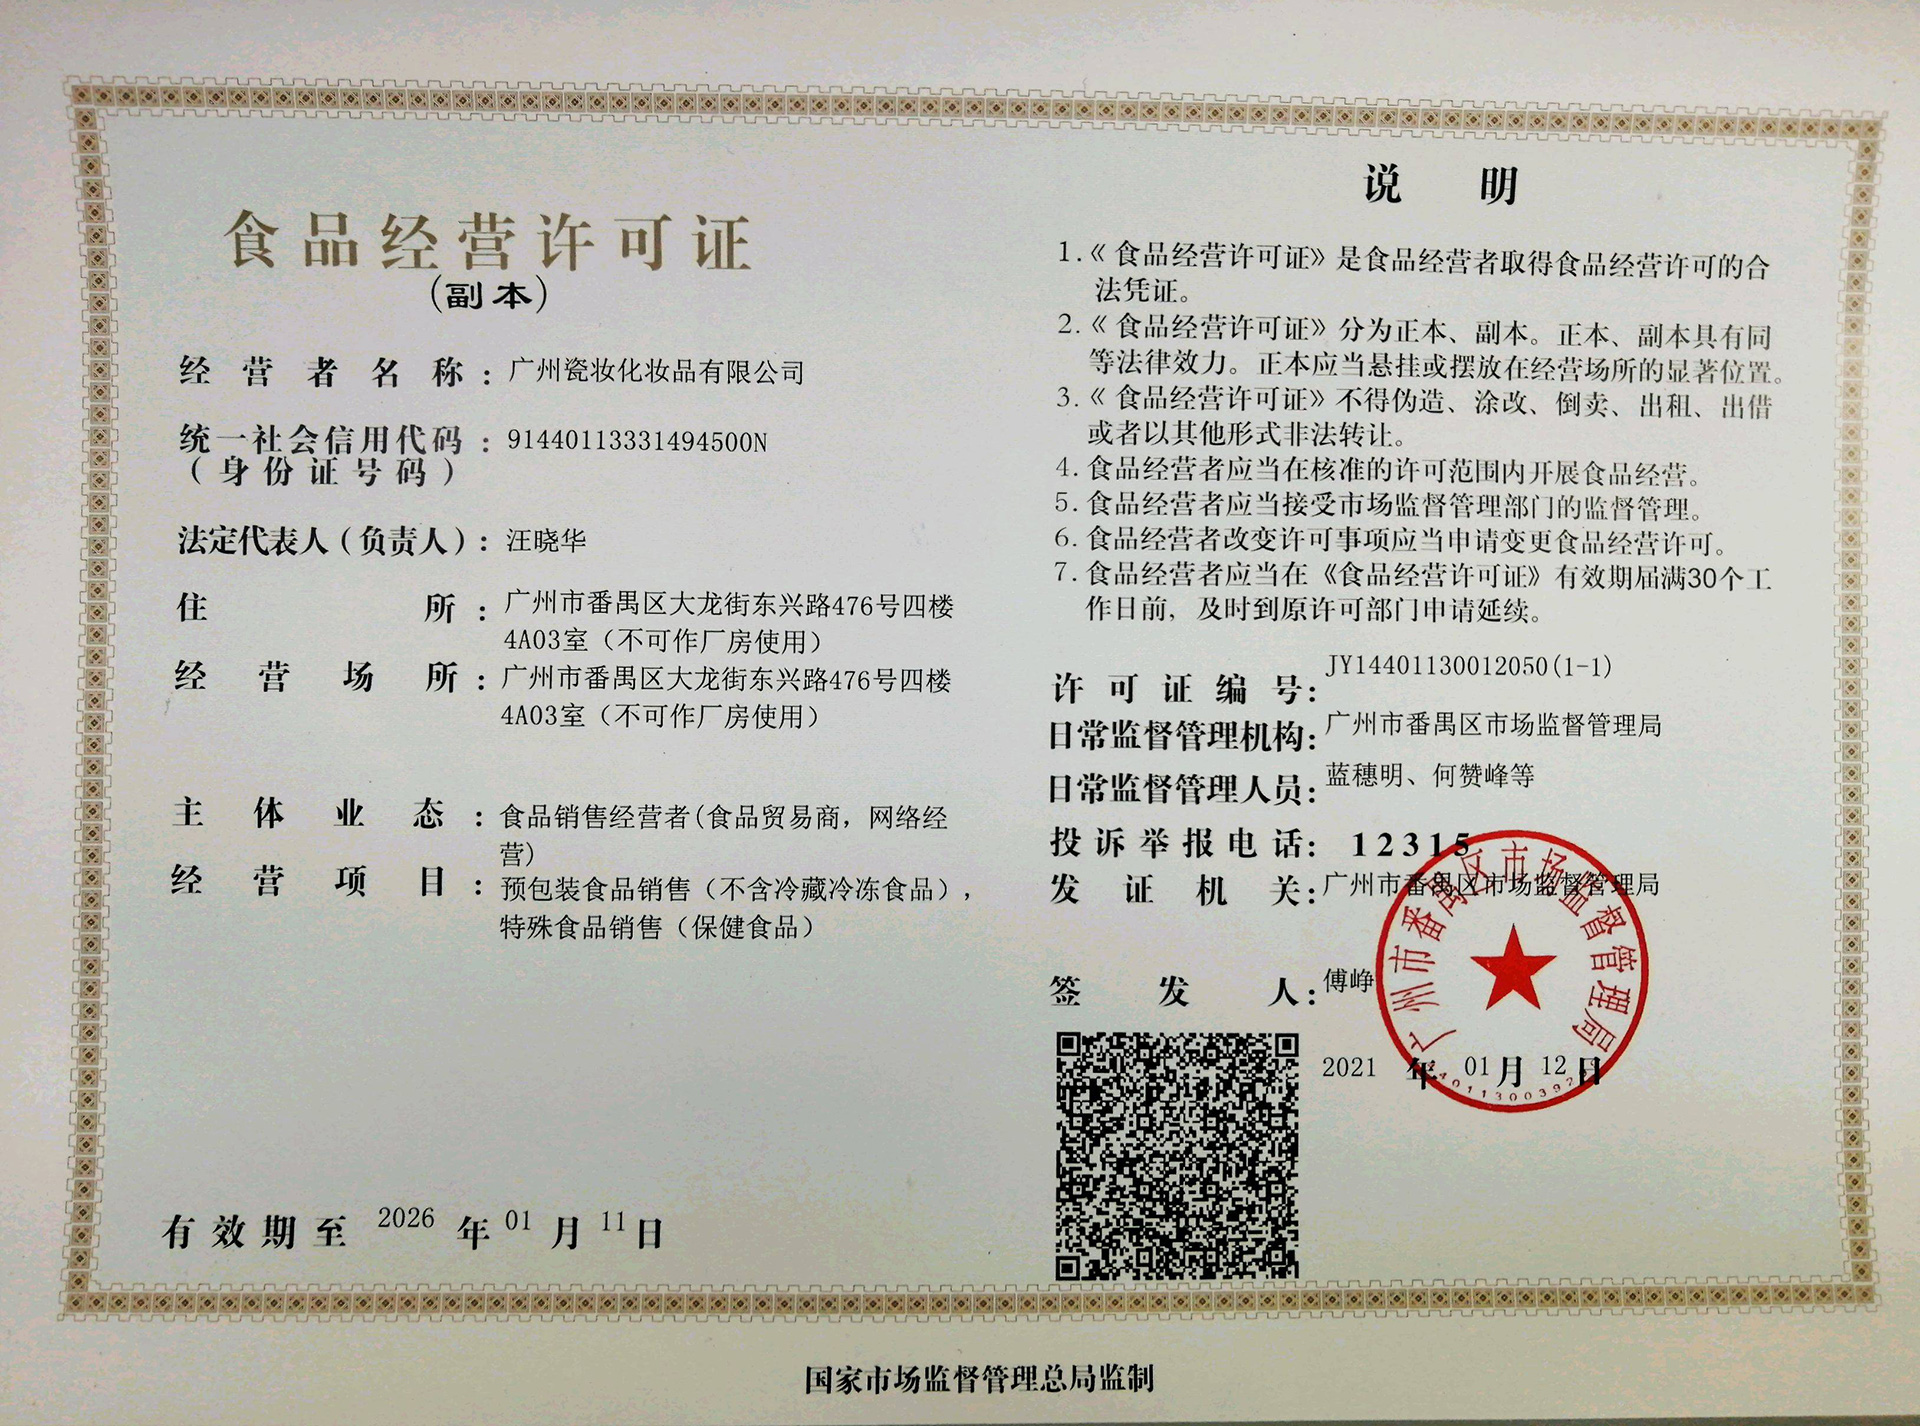 食品经营许可证
（副本）
经营者名称：广州瓷妆化妆品有限公司
统一社会信用代码：91440113331494500N
（身份证号码）
法定代表人（负责人）：汪晓华
住所：广州市番禺区大龙街东兴路476号四楼
4A03室（不可作厂房使用）
经营场所：广州市番禺区大龙街东兴路476号四楼
4A03室（不可作厂房使用）
主体业态：食品销售经营者(食品贸易商，网络经
营)
经营项目：预包装食品销售（不含冷藏冷冻食品），
特殊食品销售（保健食品）
有效期至 2026 年 01 月 11 日
说明
1.《食品经营许可证》是食品经营者取得食品经营许可的合
法凭证。
2.《食品经营许可证》分为正本、副本。正本、副本具有同
等法律效力。正本应当悬挂或摆放在经营场所的显著位置。
3.《食品经营许可证》不得伪造、涂改、倒卖、出租、出借
或者以其他形式非法转让。
4.食品经营者应当在核准的许可范围内开展食品经营。
5.食品经营者应当接受市场监督管理部门的监督管理。
6.食品经营者改变许可事项应当申请变更食品经营许可。
7.食品经营者应当在《食品经营许可证》有效期届满30个工
作日前，及时到原许可部门申请延续。
许可证编号：JY14401130012050(1-1)
日常监督管理机构：广州市番禺区市场监督管理局
日常监督管理人员：蓝穗明、何赞峰等
投诉举报电话：12315
发证机关：广州市番禺区市场监督管理局
签发人：傅峥
广州市番禺区市场监督管理局
2021 年 01 月 12 日
国家市场监督管理总局监制